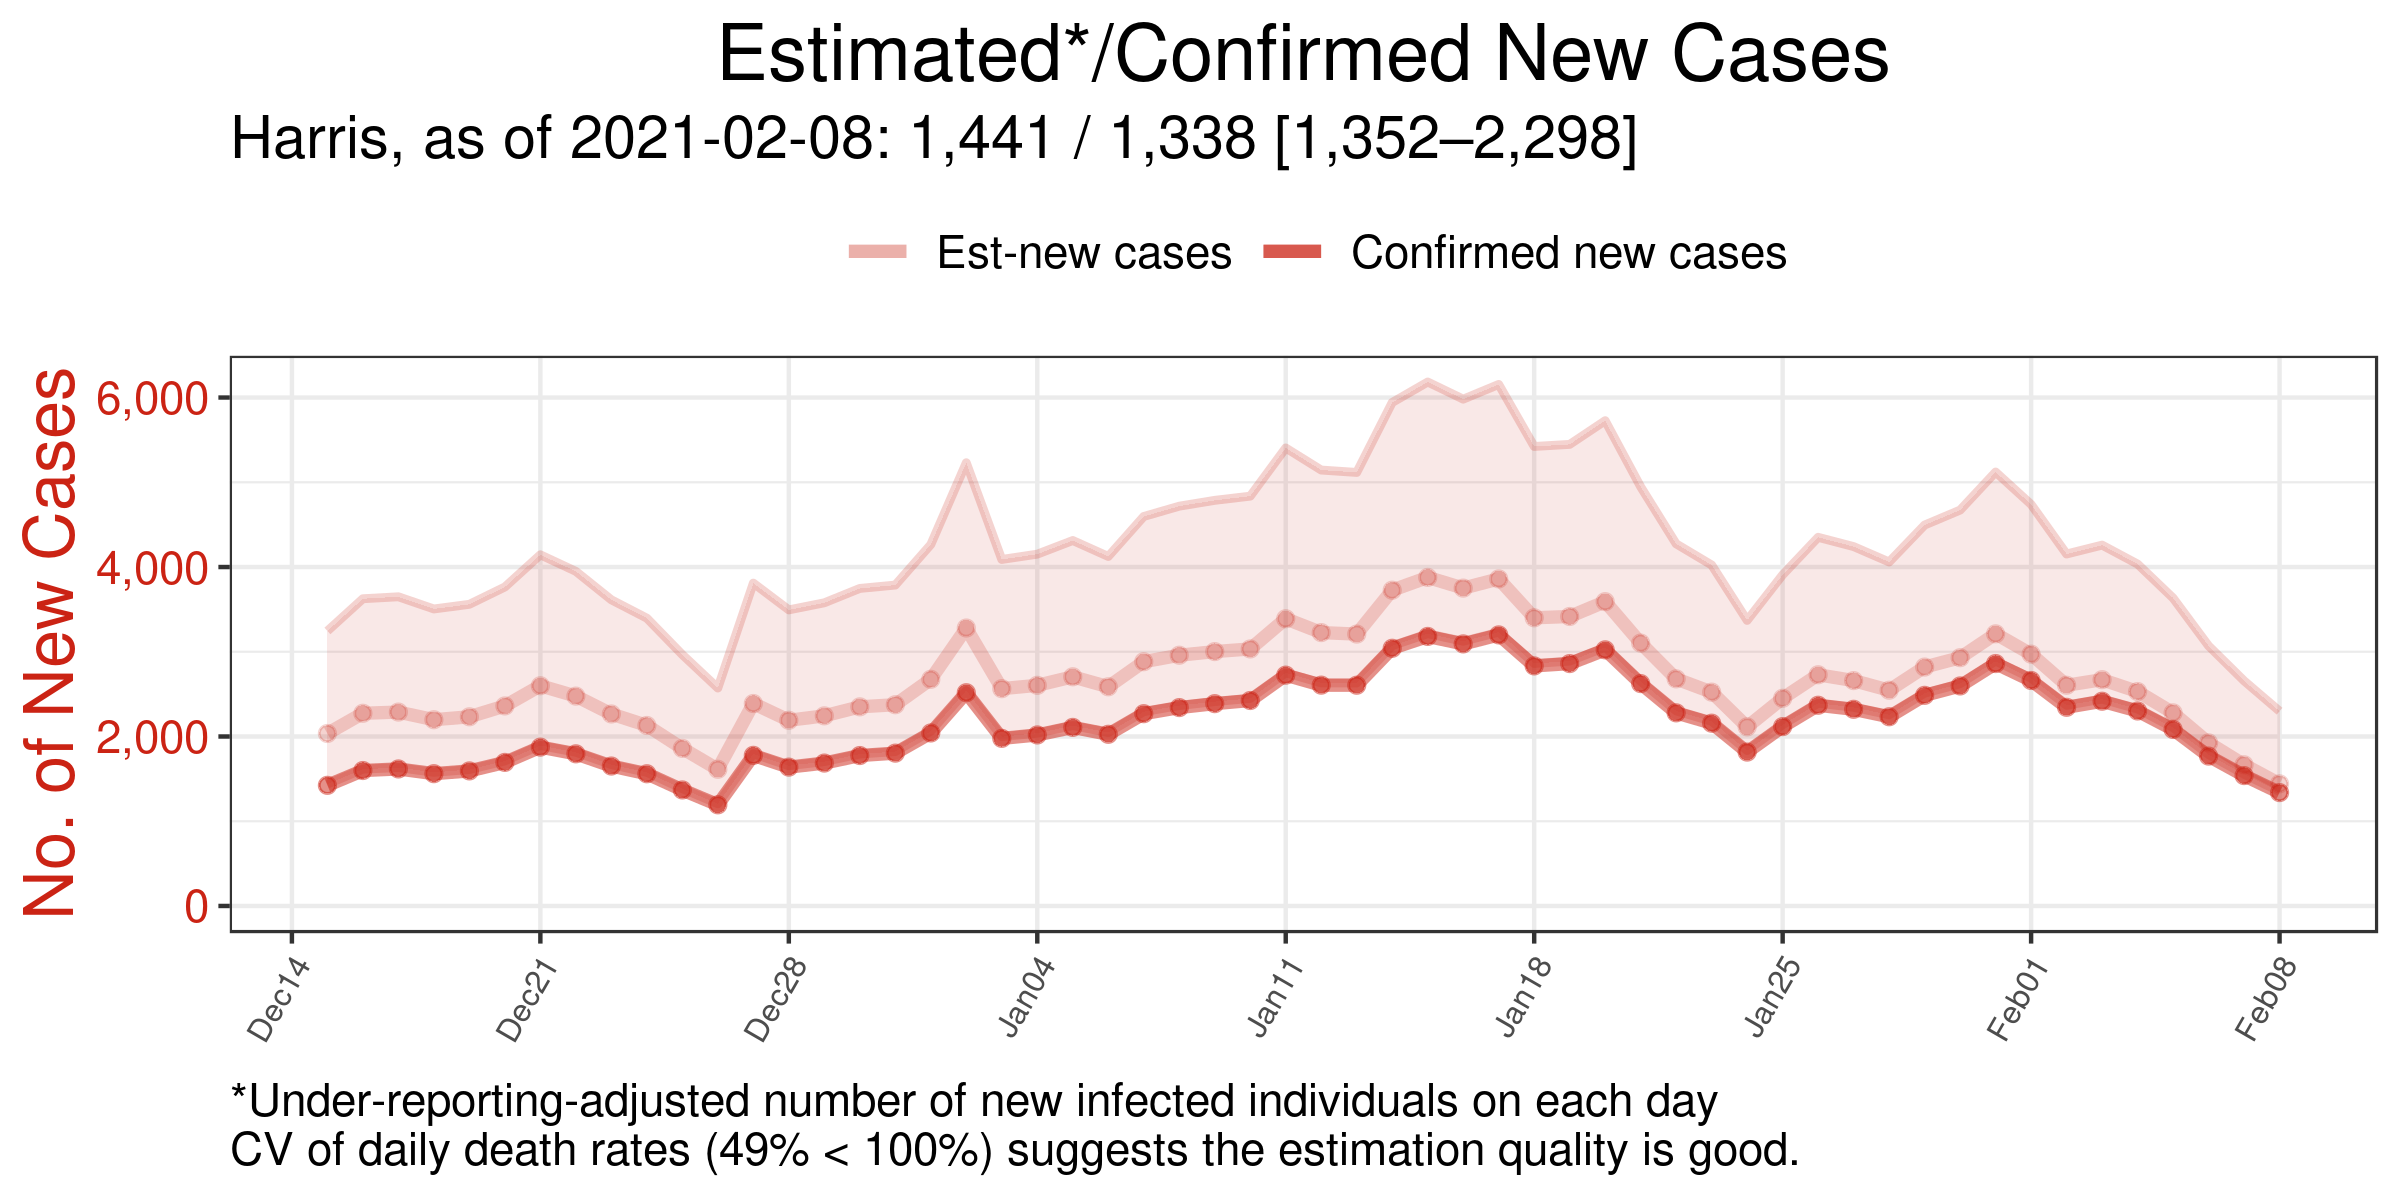 Estimated*/Confirmed New Cases
Harris, as of 2021-02-08: 1,441 / 1,338 [1,352–2,298]
Est-new cases
Confirmed new cases
No. of New Cases
6,000
4,000
2,000
0
Dec14
Dec21
Dec28
Jan04
Jan11
Jan18
Jan25
Feb01
Feb08
*Under-reporting-adjusted number of new infected individuals on each day
CV of daily death rates (49% < 100%) suggests the estimation quality is good.